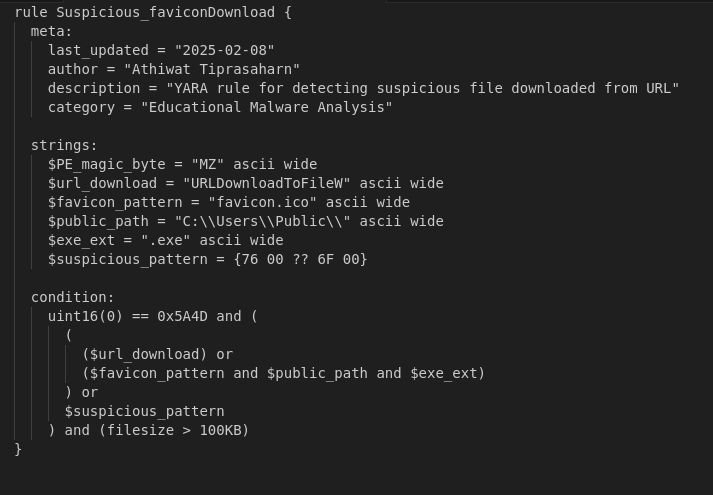 rule Suspicious_faviconDownload {
  meta:
    last_updated = "2025-02-08"
    author = "Athiwat Tiprasaharn"
    description = "YARA rule for detecting suspicious file downloaded from URL"
    category = "Educational Malware Analysis"

  strings:
    $PE_magic_byte = "MZ" ascii wide
    $url_download = "URLDownloadToFileW" ascii wide
    $favicon_pattern = "favicon.ico" ascii wide
    $public_path = "C:\\Users\\Public\\" ascii wide
    $exe_ext = ".exe" ascii wide
    $suspicious_pattern = {76 00 ?? 6F 00}

  condition:
    uint16(0) == 0x5A4D and (
      (
        ($url_download) or
        ($favicon_pattern and $public_path and $exe_ext)
      ) or
      $suspicious_pattern
    ) and (filesize > 100KB)
}